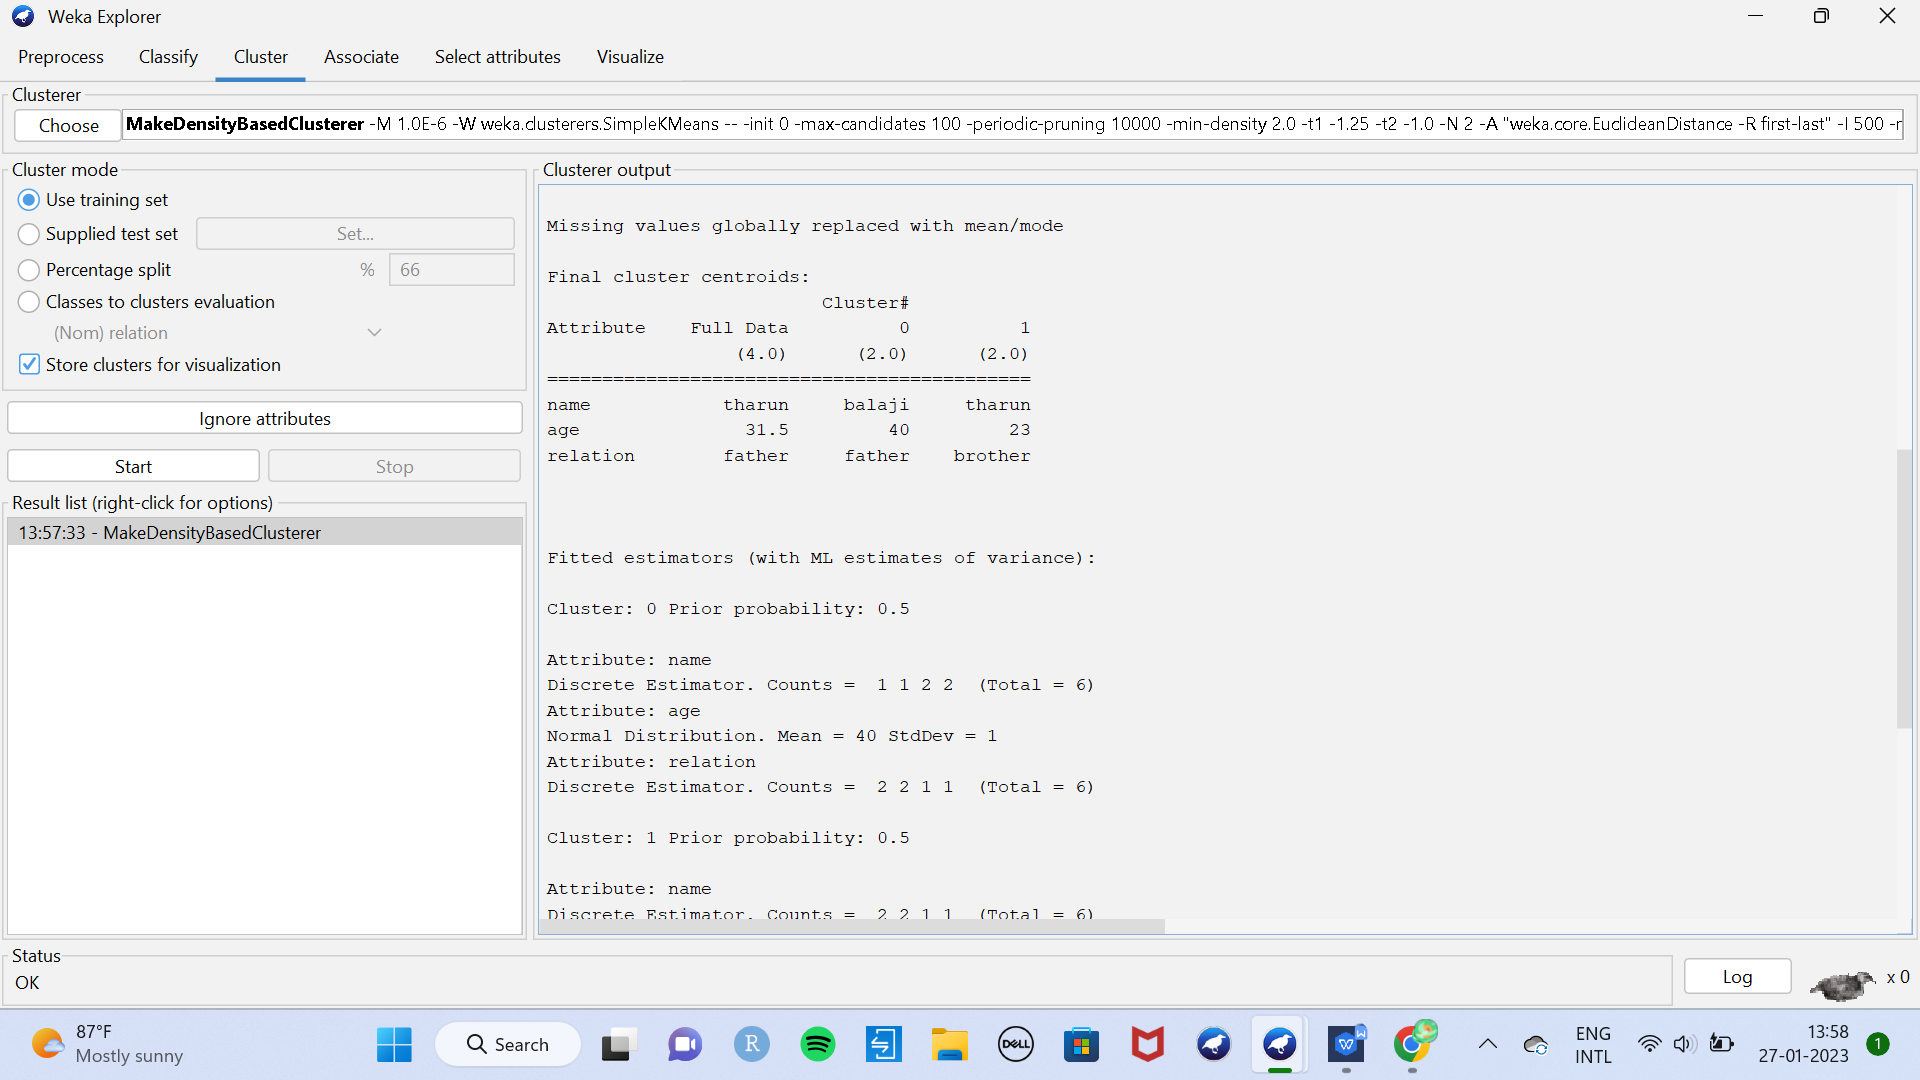 Weka Explorer
Preprocess Classify Cluster Associate Select attributes Visualize
Clusterer
Choose MakeDensityBasedClusterer -M 1.0E-6 -W weka.clusterers.SimpleKMeans -- -init 0 -max-candidates 100 -periodic-pruning 10000 -min-density 2.0 -t1 -1.25 -t2 -1.0 -N 2 -A "weka.core.EuclideanDistance -R first-last" -I 500
Cluster mode
Use training set
Supplied test set Set...
Percentage split % 66
Classes to clusters evaluation
(Nom) relation
Store clusters for visualization
Ignore attributes
Start Stop
Result list (right-click for options)
13:57:33 - MakeDensityBasedClusterer
Clusterer output
Missing values globally replaced with mean/mode
Final cluster centroids:
Cluster#
Attribute Full Data 0 1
(4.0) (2.0) (2.0)
============================================
name tharun balaji tharun
age 31.5 40 23
relation father father brother
Fitted estimators (with ML estimates of variance):
Cluster: 0 Prior probability: 0.5
Attribute: name
Discrete Estimator. Counts = 1 1 2 2 (Total = 6)
Attribute: age
Normal Distribution. Mean = 40 StdDev = 1
Attribute: relation
Discrete Estimator. Counts = 2 2 1 1 (Total = 6)
Cluster: 1 Prior probability: 0.5
Attribute: name
Discrete Estimator. Counts = 2 2 1 1 (Total = 6)
Status
OK
Log x 0
87°F
Mostly sunny
Search
R
DELL
W
ENG
INTL
13:58
27-01-2023
1